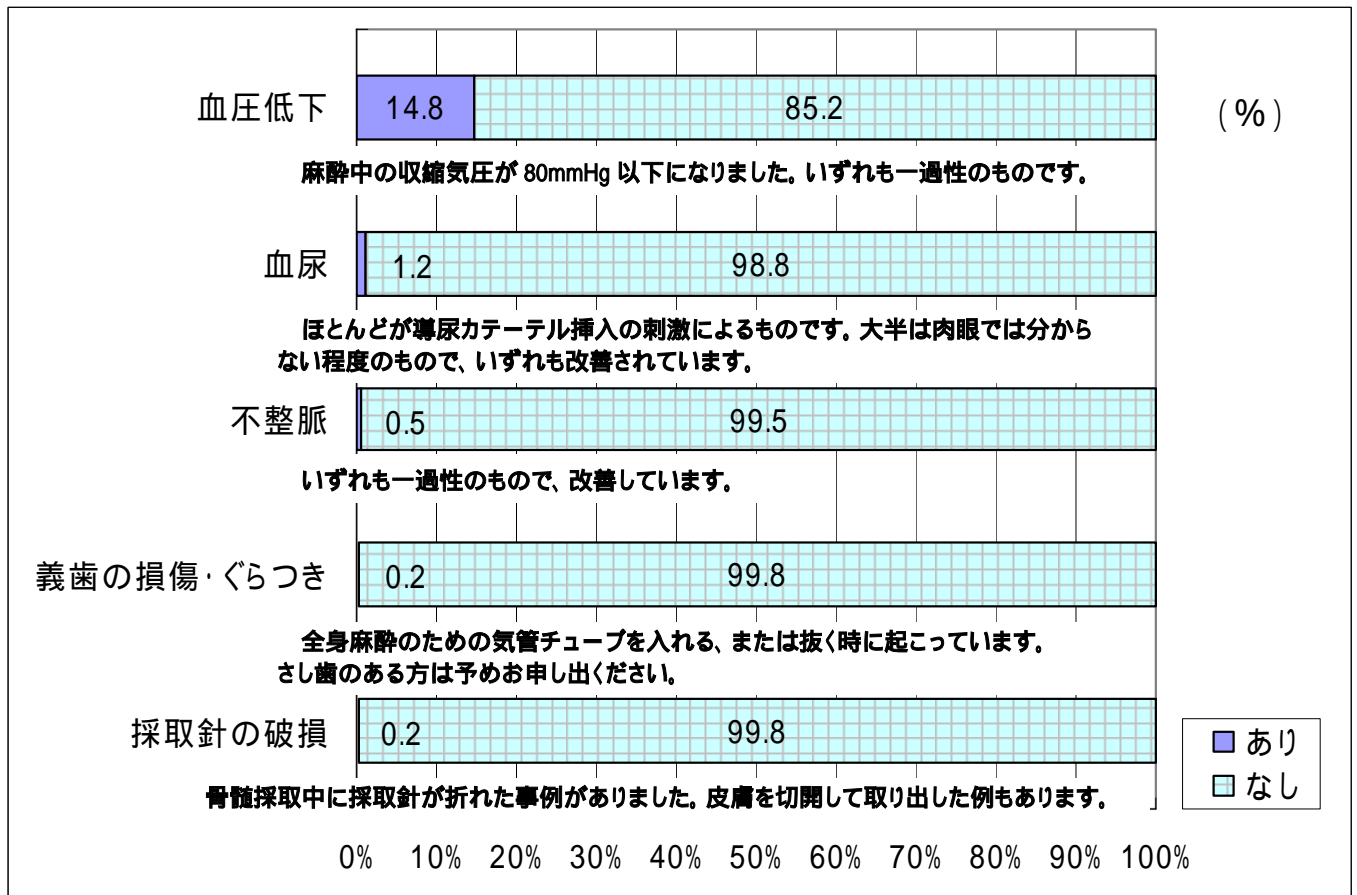 血圧低下 14.8 85.2 (%)
麻酔中の収縮気圧が 80mmHg 以下になりました。いずれも一過性のものです。
血尿 1.2 98.8
ほとんどが導尿カテーテル挿入の刺激によるものです。大半は肉眼では分から
ない程度のもので、いずれも改善されています。
不整脈 0.5 99.5
いずれも一過性のもので、改善しています。
義歯の損傷・ぐらつき 0.2 99.8
全身麻酔のための気管チューブを入れる、または抜く時に起こっています。
さし歯のある方は予めお申し出ください。
採取針の破損 0.2 99.8
骨髄採取中に採取針が折れた事例がありました。皮膚を切開して取り出した例もあります。
あり
なし
0% 10% 20% 30% 40% 50% 60% 70% 80% 90% 100%